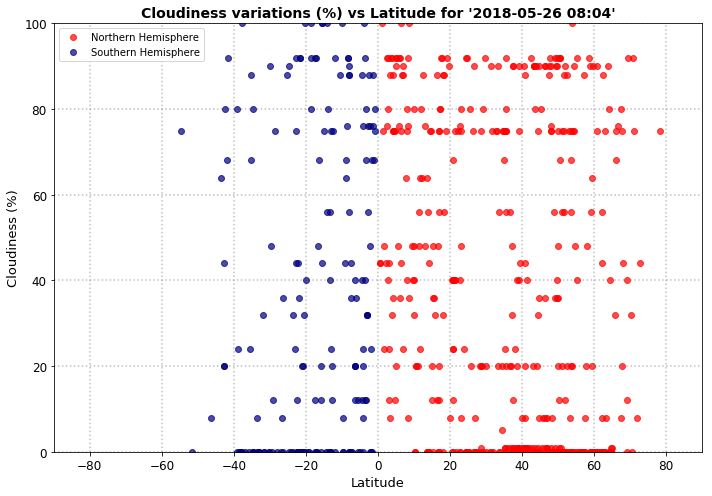 Cloudiness variations (%) vs Latitude for '2018-05-26 08:04'
Northern Hemisphere
Southern Hemisphere
Cloudiness (%)
100
80
60
40
20
0
−80 −60 −40 −20 0 20 40 60 80
Latitude